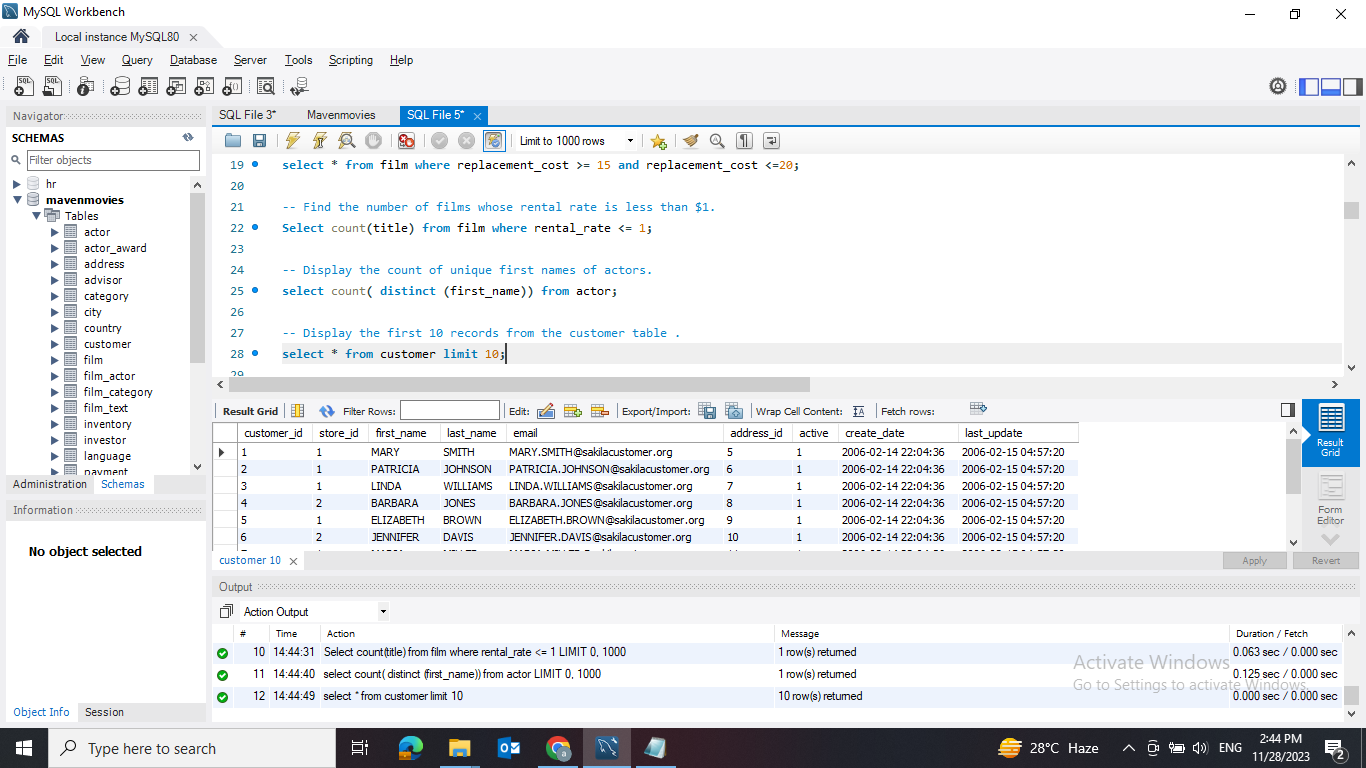 MySQL Workbench
Local instance MySQL80
File Edit View Query Database Server Tools Scripting Help
Navigator
SCHEMAS
Filter objects
hr
mavenmovies
Tables
actor
actor_award
address
advisor
category
city
country
customer
film
film_actor
film_category
film_text
inventory
investor
language
payment
Administration Schemas
Information
No object selected
Object Info Session
SQL File 3* Mavenmovies SQL File 5*
Limit to 1000 rows
19 select * from film where replacement_cost >= 15 and replacement_cost <=20;
20
21 -- Find the number of films whose rental rate is less than $1.
22 Select count(title) from film where rental_rate <= 1;
23
24 -- Display the count of unique first names of actors.
25 select count( distinct (first_name)) from actor;
26
27 -- Display the first 10 records from the customer table .
28 select * from customer limit 10;
29
Result Grid Filter Rows: Edit: Export/Import: Wrap Cell Content: Fetch rows:
customer_id store_id first_name last_name email address_id active create_date last_update
1 1 MARY SMITH MARY.SMITH@sakilacustomer.org 5 1 2006-02-14 22:04:36 2006-02-15 04:57:20
2 1 PATRICIA JOHNSON PATRICIA.JOHNSON@sakilacustomer.org 6 1 2006-02-14 22:04:36 2006-02-15 04:57:20
3 1 LINDA WILLIAMS LINDA.WILLIAMS@sakilacustomer.org 7 1 2006-02-14 22:04:36 2006-02-15 04:57:20
4 2 BARBARA JONES BARBARA.JONES@sakilacustomer.org 8 1 2006-02-14 22:04:36 2006-02-15 04:57:20
5 1 ELIZABETH BROWN ELIZABETH.BROWN@sakilacustomer.org 9 1 2006-02-14 22:04:36 2006-02-15 04:57:20
6 2 JENNIFER DAVIS JENNIFER.DAVIS@sakilacustomer.org 10 1 2006-02-14 22:04:36 2006-02-15 04:57:20
Result
Grid
Form
Editor
customer 10
Apply Revert
Output
Action Output
# Time Action Message Duration / Fetch
10 14:44:31 Select count(title) from film where rental_rate <= 1 LIMIT 0, 1000 1 row(s) returned 0.063 sec / 0.000 sec
11 14:44:40 select count( distinct (first_name)) from actor LIMIT 0, 1000 1 row(s) returned 0.125 sec / 0.000 sec
12 14:44:49 select * from customer limit 10 10 row(s) returned 0.000 sec / 0.000 sec
Activate Windows
Go to Settings to activate Windows.
Type here to search
28°C Haze
ENG
2:44 PM
11/28/2023
2